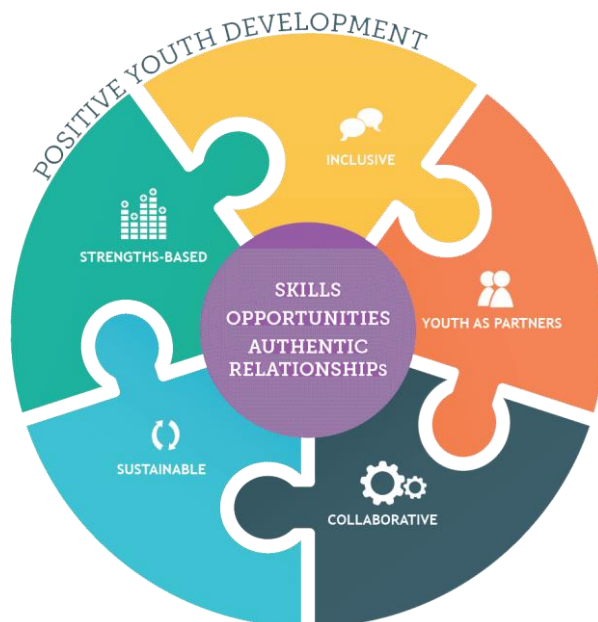 POSITIVE YOUTH DEVELOPMENT
INCLUSIVE
STRENGTHS-BASED
SKILLS
OPPORTUNITIES
AUTHENTIC
RELATIONSHIPs
YOUTH AS PARTNERS
SUSTAINABLE
COLLABORATIVE